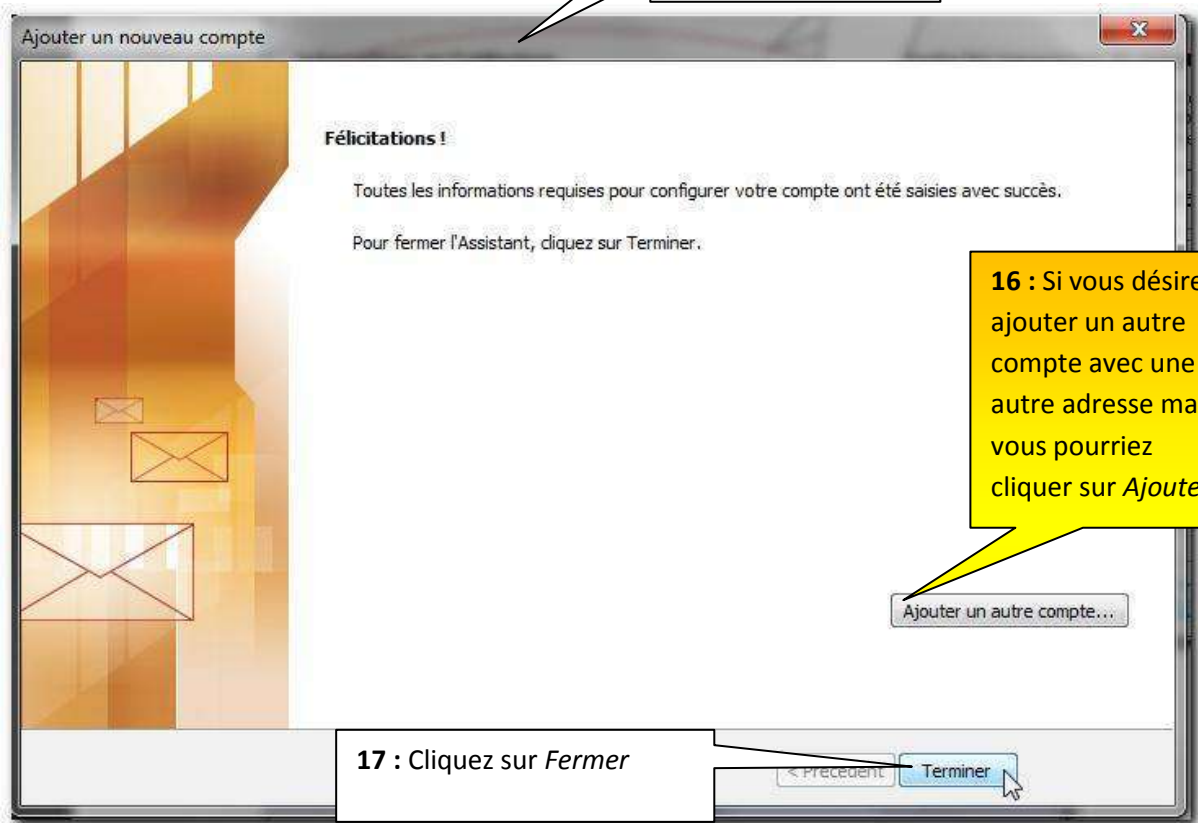 Ajouter un nouveau compte
Félicitations !
Toutes les informations requises pour configurer votre compte ont été saisies avec succès.
Pour fermer l'Assistant, cliquez sur Terminer.
16 : Si vous désire
ajouter un autre
compte avec une
autre adresse ma
vous pourriez
cliquer sur Ajoute
Ajouter un autre compte...
17 : Cliquez sur Fermer
< Précédent
Terminer